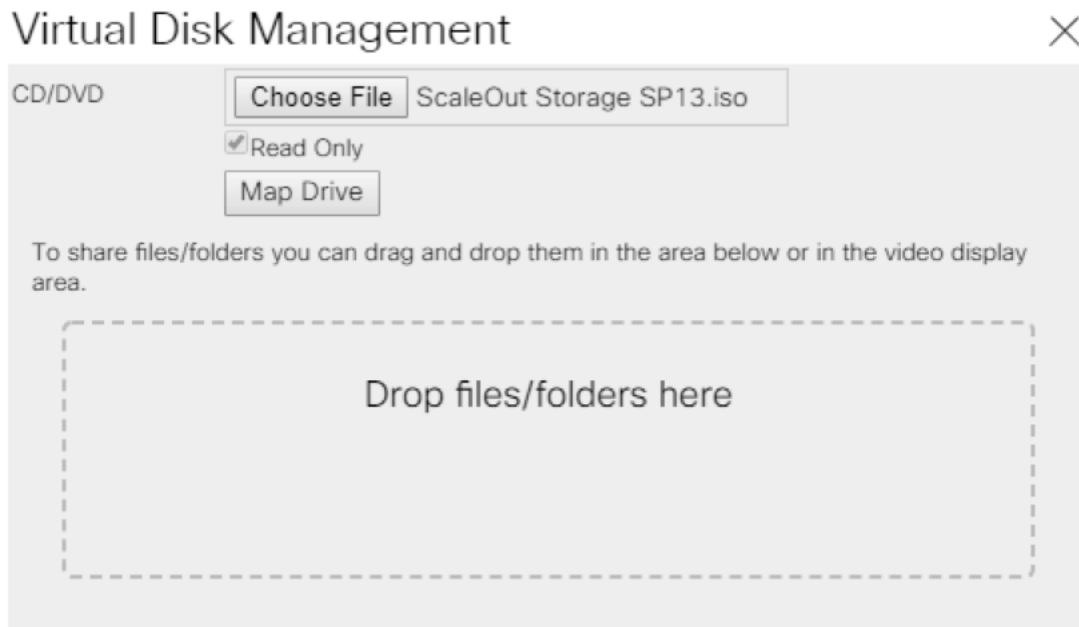 Virtual Disk Management
CD/DVD
Choose File ScaleOut Storage SP13.iso
Read Only
Map Drive
To share files/folders you can drag and drop them in the area below or in the video display
area.
Drop files/folders here